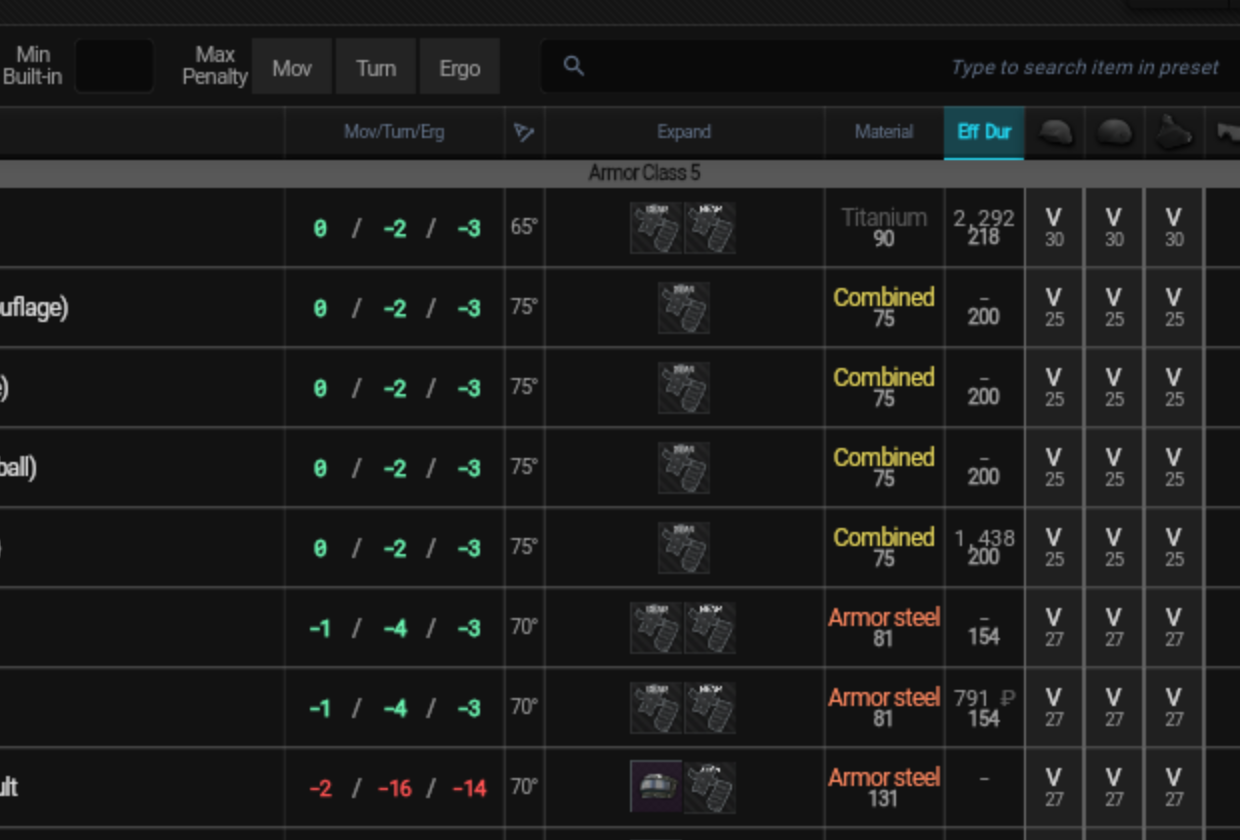 Min
Built-in
Max
Penalty
Mov
Turn
Ergo
Type to search item in preset
Mov/Turn/Erg
Expand
Material
Eff Dur
Armor Class 5
0 / -2 / -3 65° Titanium 2,292 V V V
90 218 30 30 30
uflage) 0 / -2 / -3 75° Combined - V V V
75 200 25 25 25
e) 0 / -2 / -3 75° Combined - V V V
75 200 25 25 25
ball) 0 / -2 / -3 75° Combined - V V V
75 200 25 25 25
) 0 / -2 / -3 75° Combined 1,438 V V V
75 200 25 25 25
-1 / -4 / -3 70° Armor steel - V V V
81 154 27 27 27
-1 / -4 / -3 70° Armor steel 791 ₽ V V V
81 154 27 27 27
ult -2 / -16 / -14 70° Armor steel - V V V
131 27 27 27